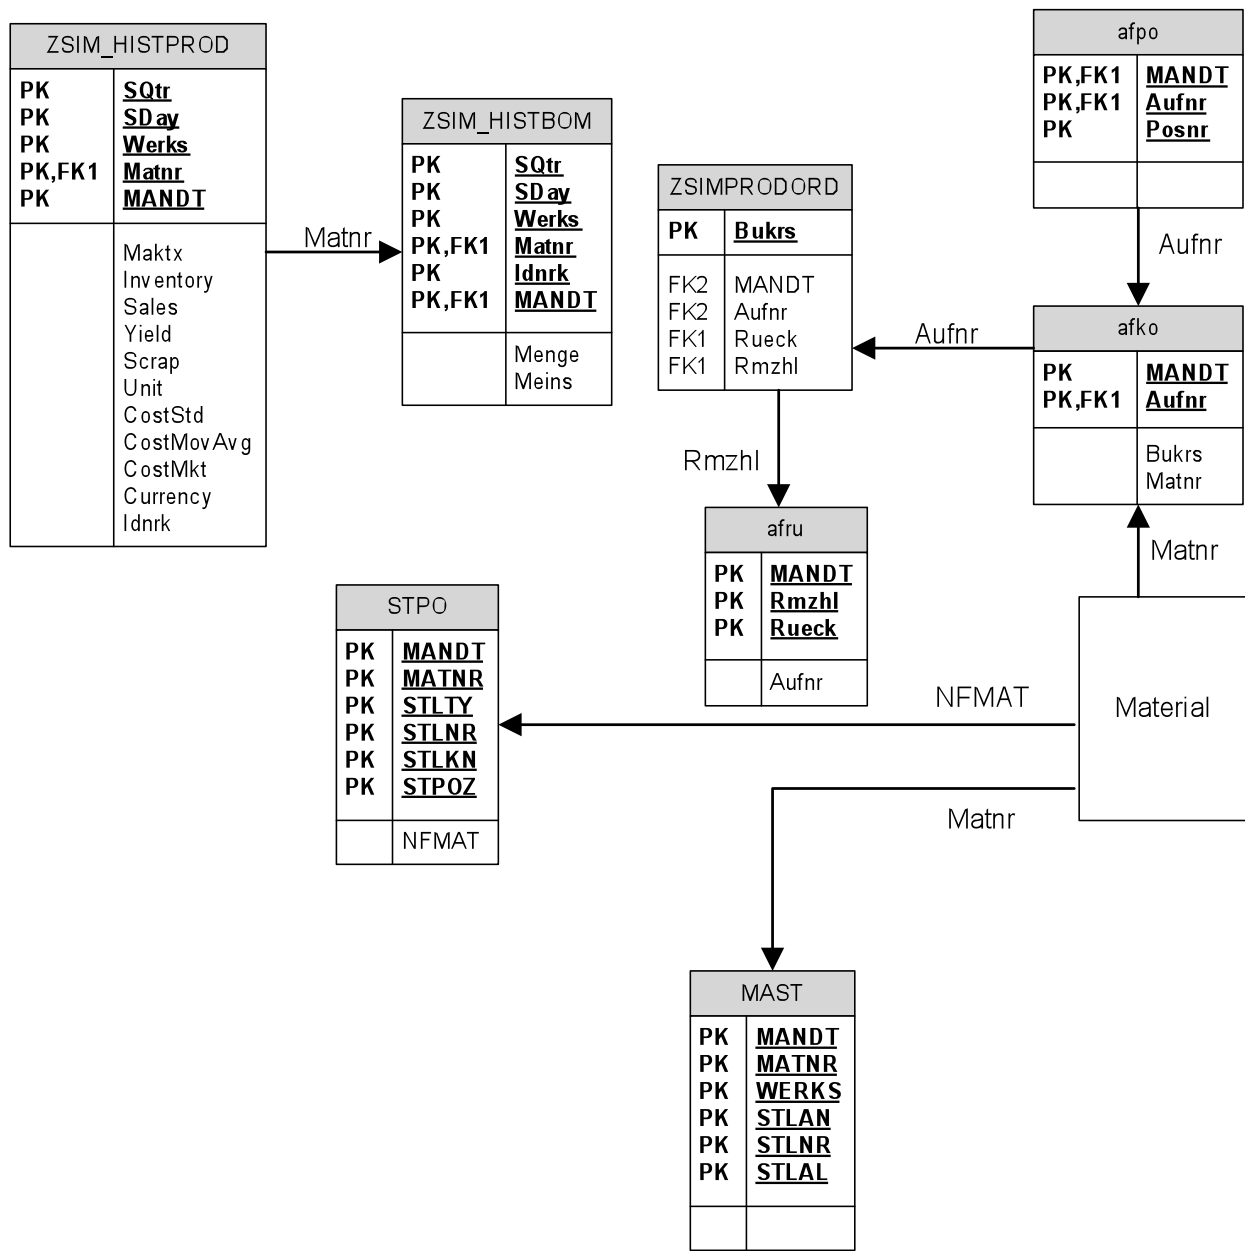 ZSIM_HISTPROD
PK SQtr
PK SDay
PK Werks
PK,FK1 Matnr
PK MANDT
Maktx
Inventory
Sales
Yield
Scrap
Unit
CostStd
CostMovAvg
CostMkt
Currency
Idnrk
Matnr
ZSIM_HISTBOM
PK SQtr
PK SDay
PK Werks
PK,FK1 Matnr
PK Idnrk
PK,FK1 MANDT
Menge
Meins
ZSIMPRODORD
PK Bukrs
FK2 MANDT
FK2 Aufnr
FK1 Rueck
FK1 Rmzhl
afpo
PK,FK1 MANDT
PK,FK1 Aufnr
PK Posnr
Aufnr
Aufnr
afko
PK MANDT
PK,FK1 Aufnr
Bukrs
Matnr
Rmzhl
afru
PK MANDT
PK Rmzhl
PK Rueck
Aufnr
Matnr
Material
NFMAT
STPO
PK MANDT
PK MATNR
PK STLTY
PK STLNR
PK STLKN
PK STPOZ
NFMAT
Matnr
MAST
PK MANDT
PK MATNR
PK WERKS
PK STLAN
PK STLNR
PK STLAL